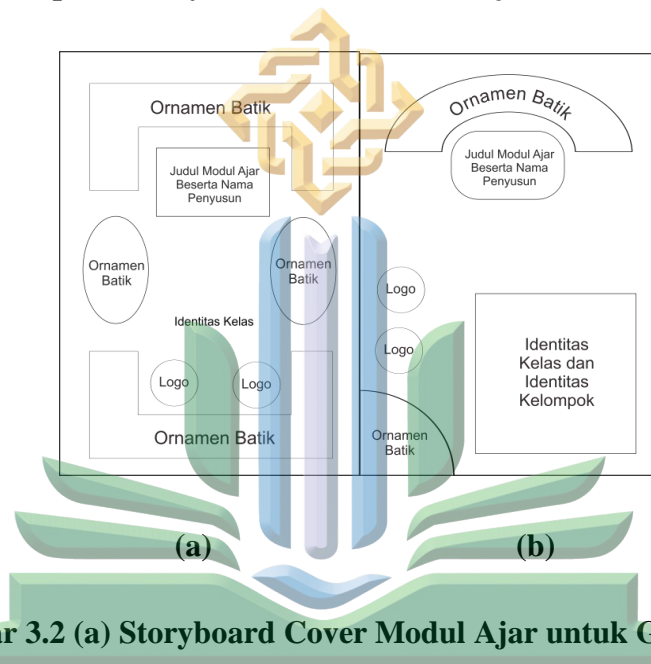 Ornamen Batik
Judul Modul Ajar
Beserta Nama
Penyusun
Ornamen
Batik
Ornamen
Batik
Identitas Kelas
Logo
Logo
Ornamen Batik
(a)
Ornamen Batik
Judul Modul Ajar
Beserta Nama
Penyusun
Logo
Logo
Identitas
Kelas dan
Identitas
Kelompok
Ornamen
Batik
(b)
3.2 (a) Storyboard Cover Modul Ajar untuk